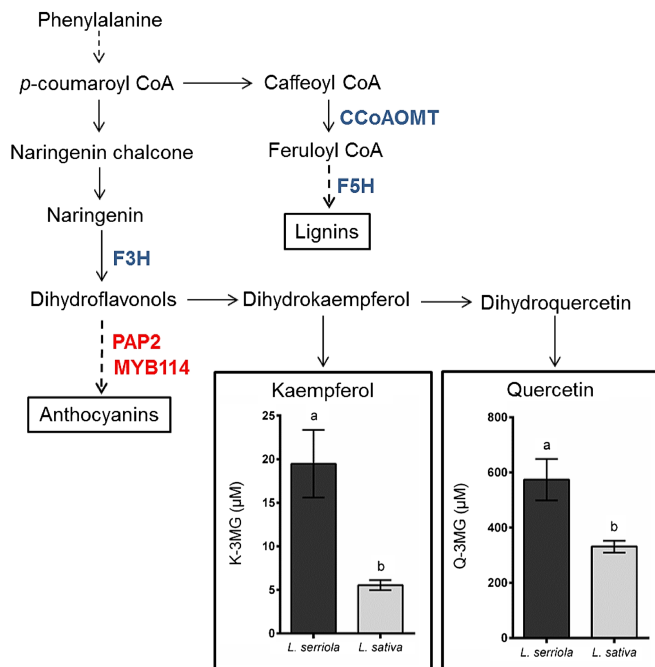 Phenylalanine
p-coumaroyl CoA
Caffeoyl CoA
CCoAOMT
Naringenin chalcone
Feruloyl CoA
F5H
Naringenin
Lignins
F3H
Dihydroflavonols
Dihydrokaempferol
Dihydroquercetin
PAP2
MYB114
Anthocyanins
Kaempferol
K-3MG (µM)
25
20
15
10
5
0
a
b
L. serriola
L. sativa
Quercetin
Q-3MG (µM)
800
600
400
200
0
a
b
L. serriola
L. sativa